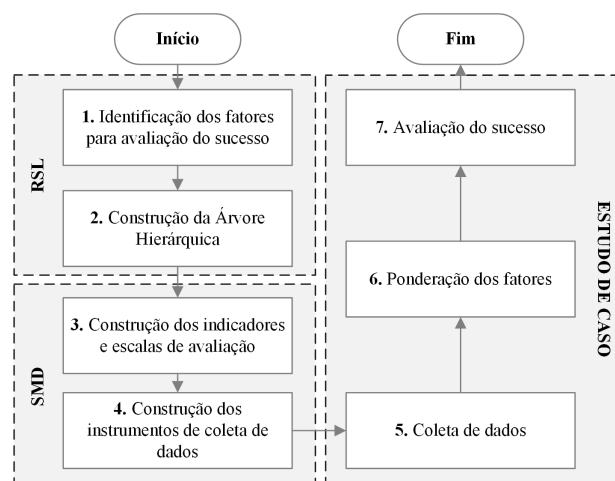 Início
RSL
1. Identificação dos fatores
para avaliação do sucesso
2. Construção da Árvore
Hierárquica
SMD
3. Construção dos indicadores
e escalas de avaliação
4. Construção dos
instrumentos de coleta de
dados
Fim
ESTUDO DE CASO
7. Avaliação do sucesso
6. Ponderação dos fatores
5. Coleta de dados